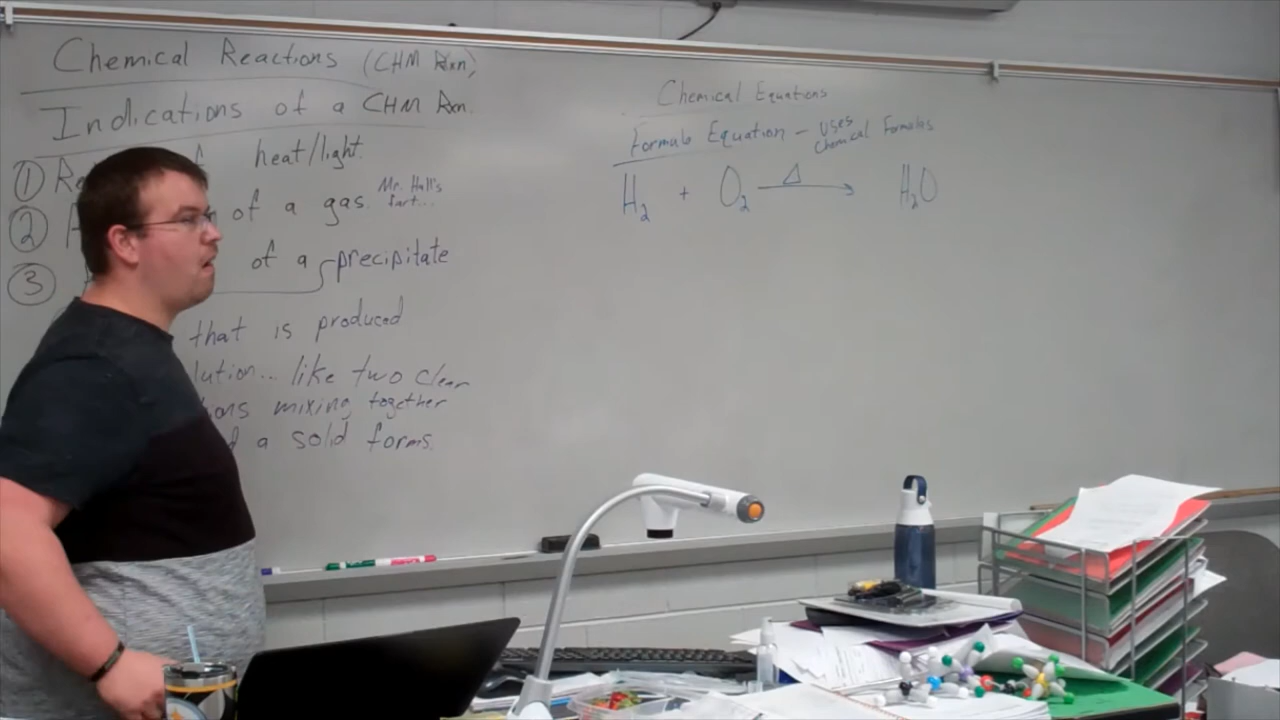 Chemical Reactions (CHM Rxn)
Indications of a CHM Rxn.
① Re heat/light.
② A of a gas. Mr. Hall's fart...
③ of a precipitate
that is produced
lution... like two clear
ions mixing together
d a solid forms.
Chemical Equations
Formula Equation - uses Chemical Formulas
H₂ + O₂ —Δ→ H₂O